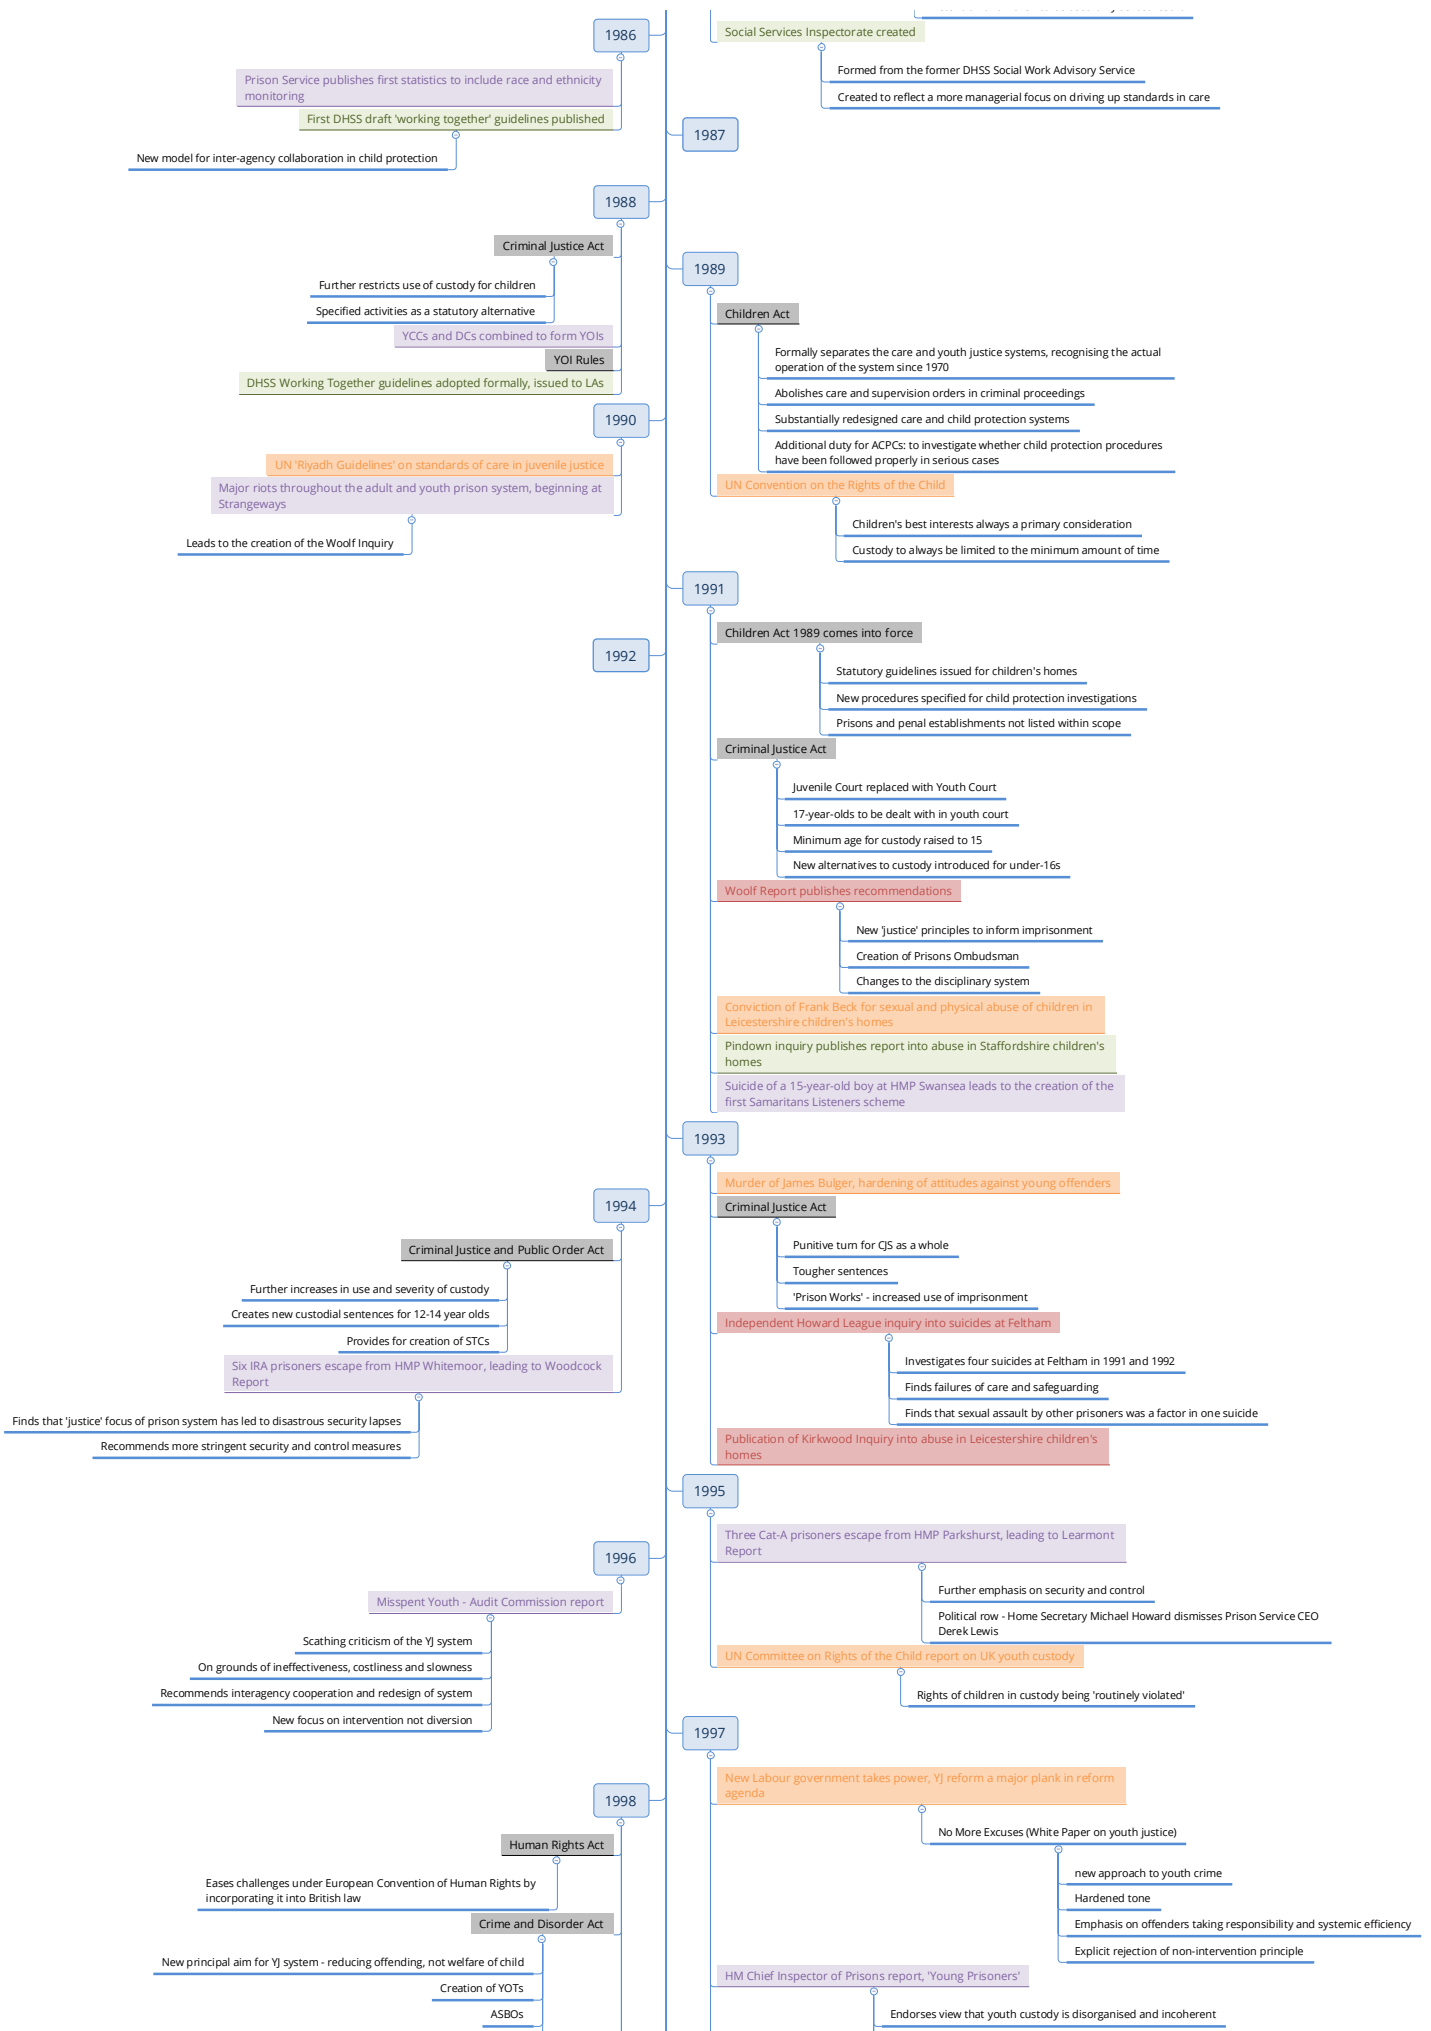 Social Services Inspectorate created
Formed from the former DHSS Social Work Advisory Service
Created to reflect a more managerial focus on driving up standards in care
1986
Prison Service publishes first statistics to include race and ethnicity
monitoring
First DHSS draft 'working together' guidelines published
New model for inter-agency collaboration in child protection
1987
1988
Criminal Justice Act
Further restricts use of custody for children
Specified activities as a statutory alternative
YCCs and DCs combined to form YOIs
YOI Rules
DHSS Working Together guidelines adopted formally, issued to LAs
1989
Children Act
Formally separates the care and youth justice systems, recognising the actual
operation of the system since 1970
Abolishes care and supervision orders in criminal proceedings
Substantially redesigned care and child protection systems
Additional duty for ACPCs: to investigate whether child protection procedures
have been followed properly in serious cases
UN Convention on the Rights of the Child
Children's best interests always a primary consideration
Custody to always be limited to the minimum amount of time
1990
UN 'Riyadh Guidelines' on standards of care in juvenile justice
Major riots throughout the adult and youth prison system, beginning at
Strangeways
Leads to the creation of the Woolf Inquiry
1991
Children Act 1989 comes into force
Statutory guidelines issued for children's homes
New procedures specified for child protection investigations
Prisons and penal establishments not listed within scope
Criminal Justice Act
Juvenile Court replaced with Youth Court
17-year-olds to be dealt with in youth court
Minimum age for custody raised to 15
New alternatives to custody introduced for under-16s
Woolf Report publishes recommendations
New 'justice' principles to inform imprisonment
Creation of Prisons Ombudsman
Changes to the disciplinary system
Conviction of Frank Beck for sexual and physical abuse of children in
Leicestershire children's homes
Pindown inquiry publishes report into abuse in Staffordshire children's
homes
Suicide of a 15-year-old boy at HMP Swansea leads to the creation of the
first Samaritans Listeners scheme
1992
1993
Murder of James Bulger, hardening of attitudes against young offenders
Criminal Justice Act
Punitive turn for CJS as a whole
Tougher sentences
'Prison Works' - increased use of imprisonment
Independent Howard League inquiry into suicides at Feltham
Investigates four suicides at Feltham in 1991 and 1992
Finds failures of care and safeguarding
Finds that sexual assault by other prisoners was a factor in one suicide
Publication of Kirkwood Inquiry into abuse in Leicestershire children's
homes
1994
Criminal Justice and Public Order Act
Further increases in use and severity of custody
Creates new custodial sentences for 12-14 year olds
Provides for creation of STCs
Six IRA prisoners escape from HMP Whitemoor, leading to Woodcock
Report
Finds that 'justice' focus of prison system has led to disastrous security lapses
Recommends more stringent security and control measures
1995
Three Cat-A prisoners escape from HMP Parkshurst, leading to Learmont
Report
Further emphasis on security and control
Political row - Home Secretary Michael Howard dismisses Prison Service CEO
Derek Lewis
UN Committee on Rights of the Child report on UK youth custody
Rights of children in custody being 'routinely violated'
1996
Misspent Youth - Audit Commission report
Scathing criticism of the YJ system
On grounds of ineffectiveness, costliness and slowness
Recommends interagency cooperation and redesign of system
New focus on intervention not diversion
1997
New Labour government takes power, YJ reform a major plank in reform
agenda
No More Excuses (White Paper on youth justice)
new approach to youth crime
Hardened tone
Emphasis on offenders taking responsibility and systemic efficiency
Explicit rejection of non-intervention principle
HM Chief Inspector of Prisons report, 'Young Prisoners'
Endorses view that youth custody is disorganised and incoherent
1998
Human Rights Act
Eases challenges under European Convention of Human Rights by
incorporating it into British law
Crime and Disorder Act
New principal aim for YJ system - reducing offending, not welfare of child
Creation of YOTs
ASBOs